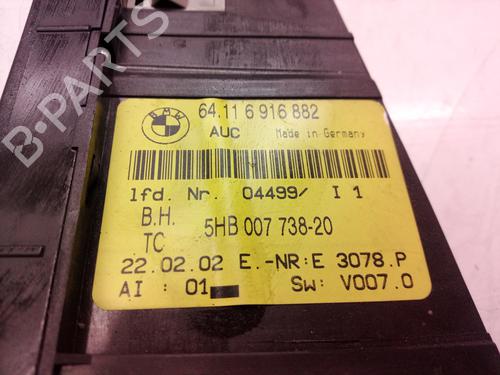 B-PARTS
BMW
64.11 6 916 882
AUC Made in Germany
lfd. Nr. 04499/ I 1
B.H. 5HB 007 738-20
TC
22.02.02 E.-NR:E 3078.P
AI : 01 Sw: V007.0